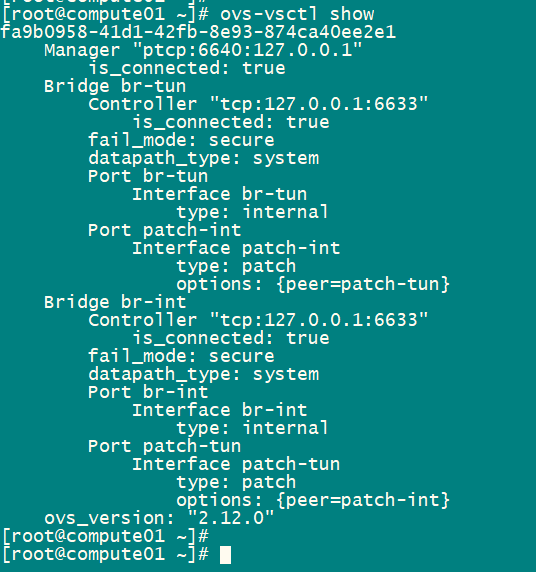 [root@compute01 ~]#
[root@compute01 ~]# ovs-vsctl show
fa9b0958-41d1-42fb-8e93-874ca40ee2e1
    Manager "ptcp:6640:127.0.0.1"
        is_connected: true
    Bridge br-tun
        Controller "tcp:127.0.0.1:6633"
            is_connected: true
        fail_mode: secure
        datapath_type: system
        Port br-tun
            Interface br-tun
                type: internal
        Port patch-int
            Interface patch-int
                type: patch
                options: {peer=patch-tun}
    Bridge br-int
        Controller "tcp:127.0.0.1:6633"
            is_connected: true
        fail_mode: secure
        datapath_type: system
        Port br-int
            Interface br-int
                type: internal
        Port patch-tun
            Interface patch-tun
                type: patch
                options: {peer=patch-int}
    ovs_version: "2.12.0"
[root@compute01 ~]#
[root@compute01 ~]#